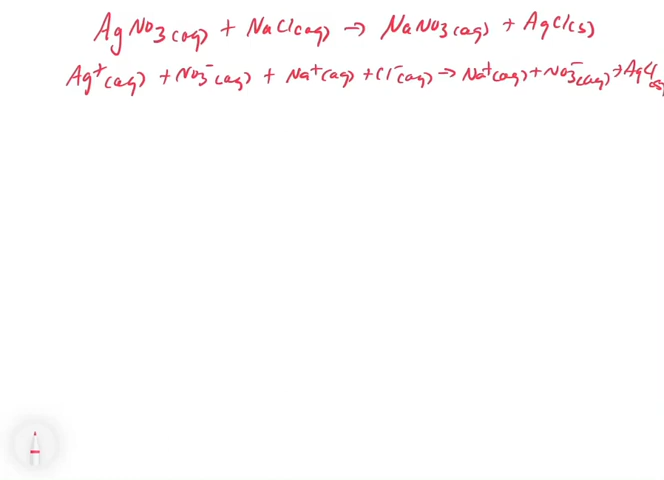 AgNO3(aq) + NaCl(aq) → NaNO3(aq) + AgCl(s)
Ag+(aq) + NO3-(aq) + Na+(aq) + Cl-(aq) → Na+(aq) + NO3-(aq) + AgCl(s)